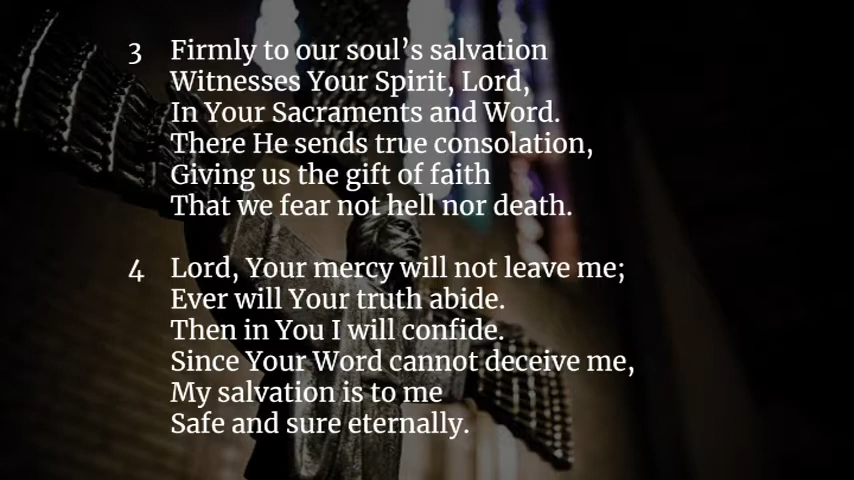 3 Firmly to our soul’s salvation
Witnesses Your Spirit, Lord,
In Your Sacraments and Word.
There He sends true consolation,
Giving us the gift of faith
That we fear not hell nor death.
4 Lord, Your mercy will not leave me;
Ever will Your truth abide.
Then in You I will confide.
Since Your Word cannot deceive me,
My salvation is to me
Safe and sure eternally.